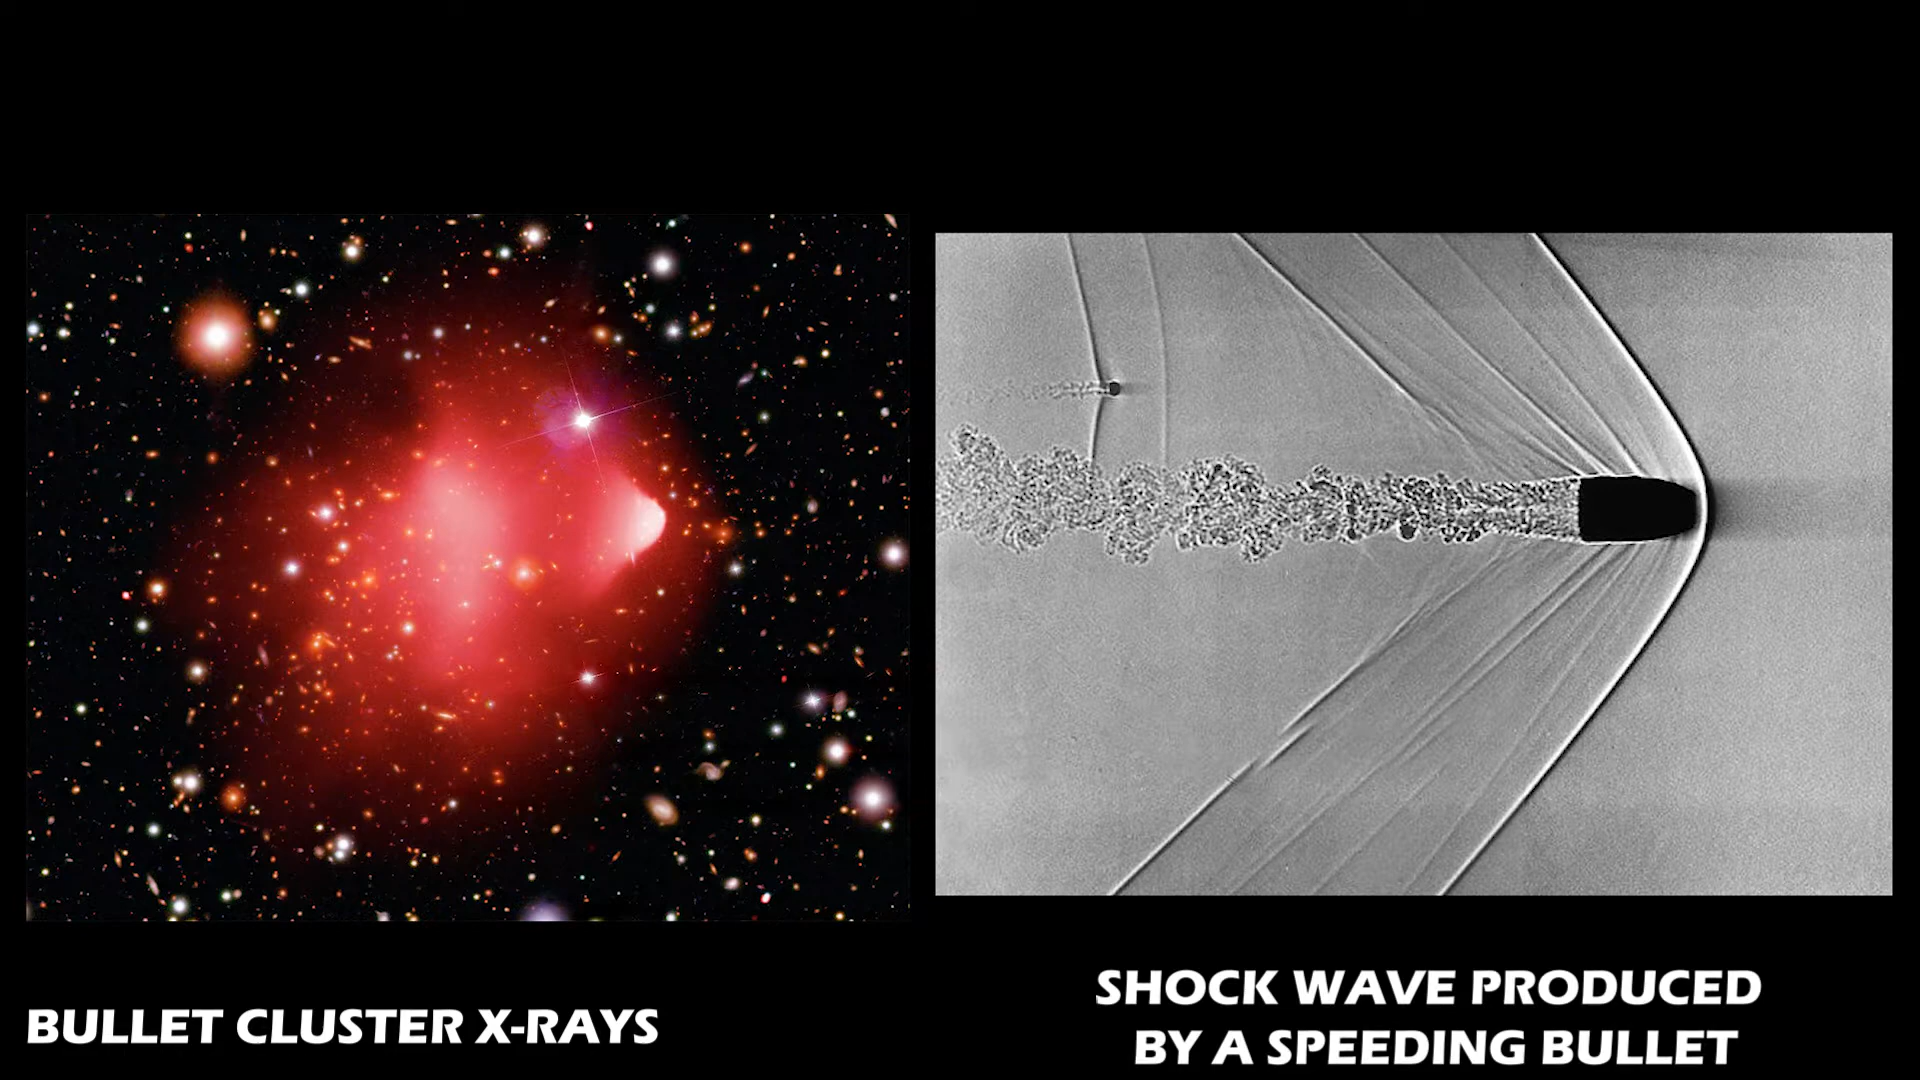 BULLET CLUSTER X-RAYS
SHOCK WAVE PRODUCED
BY A SPEEDING BULLET